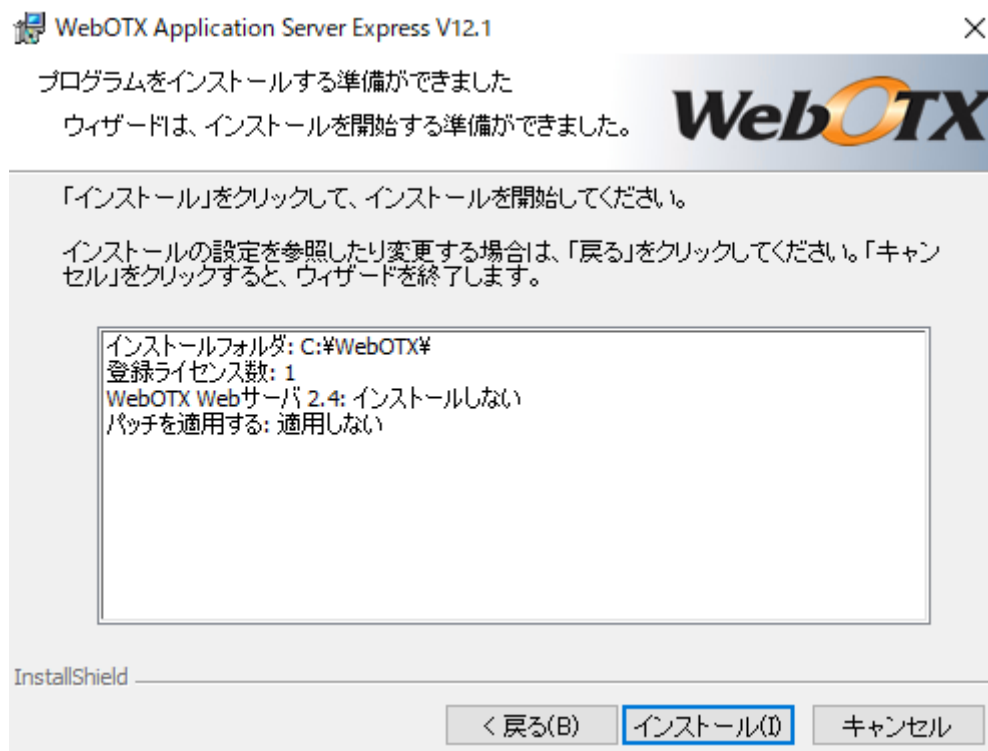 WebOTX Application Server Express V12.1
プログラムをインストールする準備ができました
ウィザードは、インストールを開始する準備ができました。
WebOTX
「インストール」をクリックして、インストールを開始してください。
インストールの設定を参照したり変更する場合は、「戻る」をクリックしてください。「キャン
セル」をクリックすると、ウィザードを終了します。
インストールフォルダ: C:¥WebOTX¥
登録ライセンス数: 1
WebOTX Webサーバ 2.4: インストールしない
パッチを適用する: 適用しない
InstallShield
< 戻る(B)
インストール(I)
キャンセル